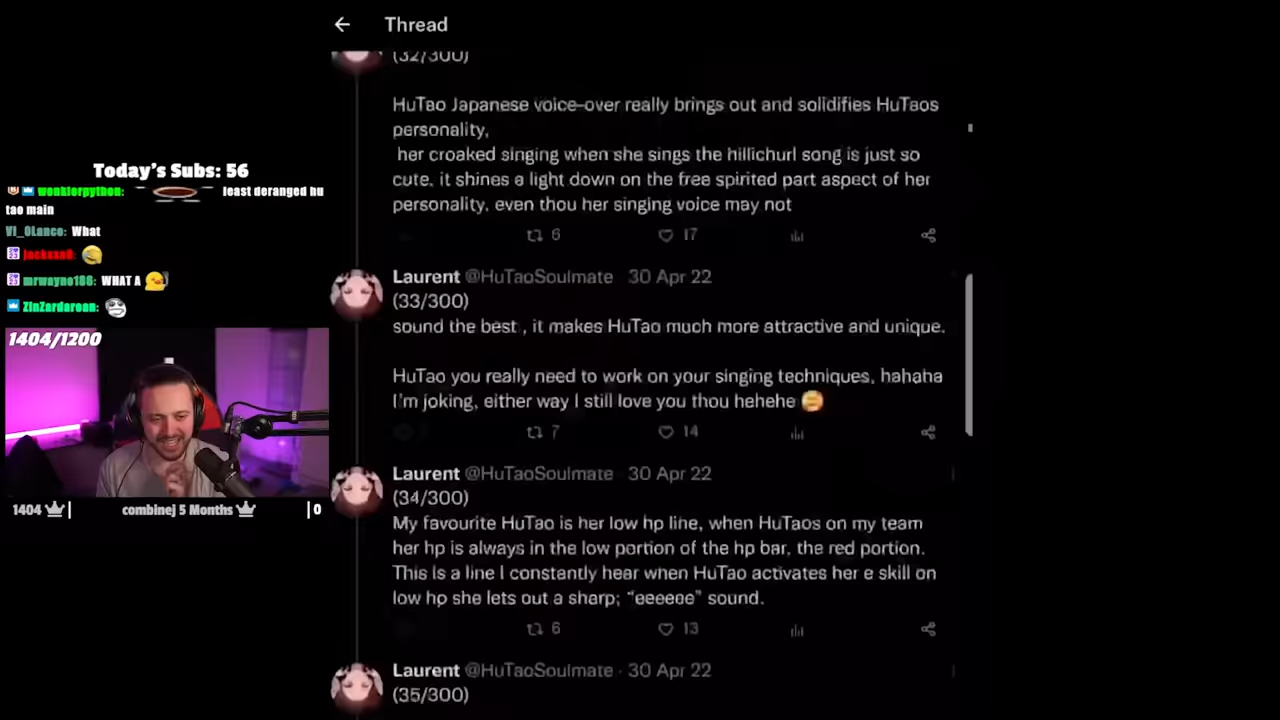 Thread
(32/300)
HuTao Japanese voice-over really brings out and solidifies HuTaos
personality,
her croaked singing when she sings the hillichurl song is just so
cute, it shines a light down on the free spirited part aspect of her
personality, even thou her singing voice may not
6
17
Laurent @HuTaoSoulmate · 30 Apr 22
(33/300)
sound the best , it makes HuTao much more attractive and unique.
HuTao you really need to work on your singing techniques, hahaha
I'm joking, either way I still love you thou hehehe
7
14
Laurent @HuTaoSoulmate · 30 Apr 22
(34/300)
My favourite HuTao is her low hp line, when HuTaos on my team
her hp is always in the low portion of the hp bar, the red portion.
This is a line I constantly hear when HuTao activates her e skill on
low hp she lets out a sharp; "eeeeee" sound.
6
13
Laurent @HuTaoSoulmate · 30 Apr 22
(35/300)
Today's Subs: 56
wonklerpython: least deranged hu
tao main
VI_OLanco: What
mrwayno186: WHAT A
ZinZardaroan:
1404/1200
1404 |
combinej 5 Months
| 0